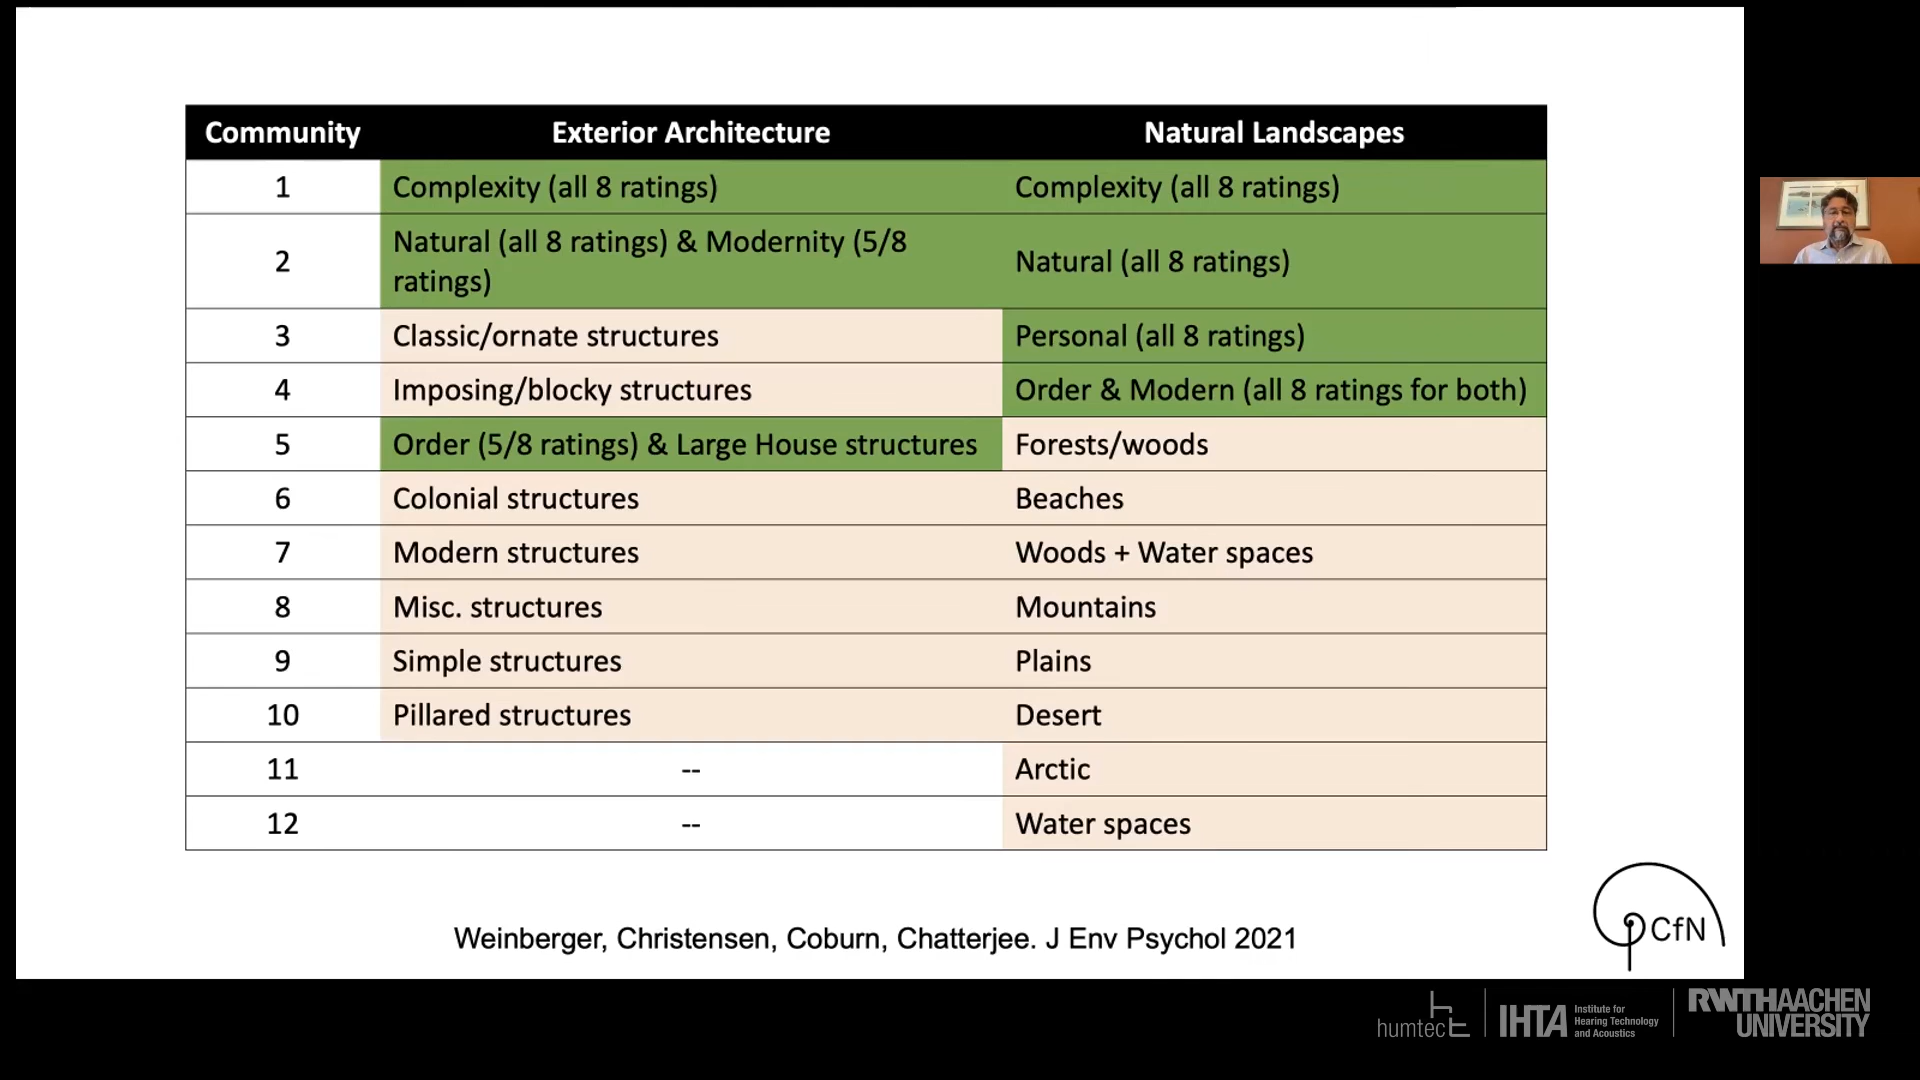 Community Exterior Architecture Natural Landscapes
1 Complexity (all 8 ratings) Complexity (all 8 ratings)
2 Natural (all 8 ratings) & Modernity (5/8
ratings) Natural (all 8 ratings)
3 Classic/ornate structures Personal (all 8 ratings)
4 Imposing/blocky structures Order & Modern (all 8 ratings for both)
5 Order (5/8 ratings) & Large House structures Forests/woods
6 Colonial structures Beaches
7 Modern structures Woods + Water spaces
8 Misc. structures Mountains
9 Simple structures Plains
10 Pillared structures Desert
11 -- Arctic
12 -- Water spaces
Weinberger, Christensen, Coburn, Chatterjee. J Env Psychol 2021
CfN
humtec
IHTA
Institute for
Hearing Technology
and Acoustics
RWTHAACHEN
UNIVERSITY